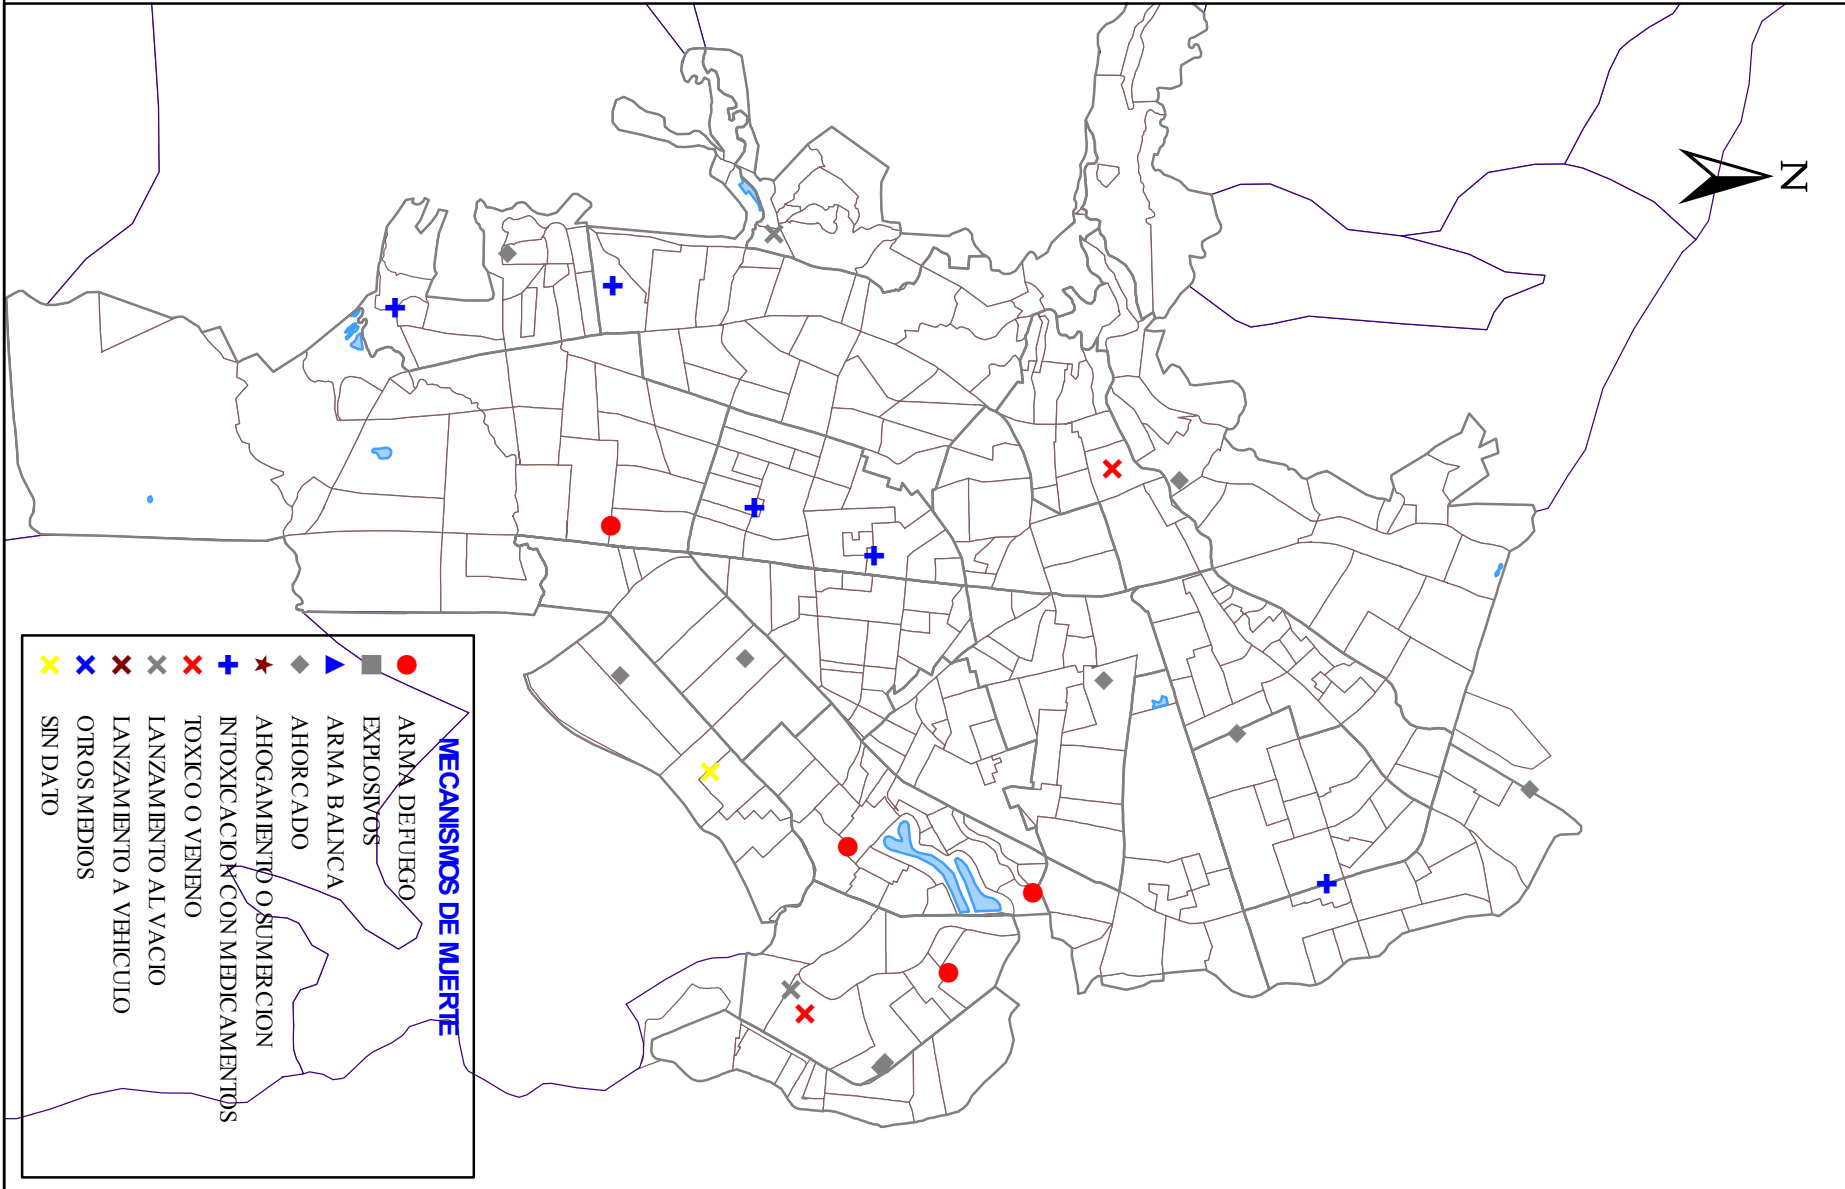 N
MECANISMOS DE MUERTE
ARMA DE FUEGO
EXPLOSIVOS
ARMA BALNCA
AHORCADO
AHOGAMIENTO O SUMERCION
INTOXICACION CON MEDICAMENTOS
TOXICO O VENENO
LANZAMIENTO AL VACIO
LANZAMIENTO A VEHICULO
OTROS MEDIOS
SIN DATO